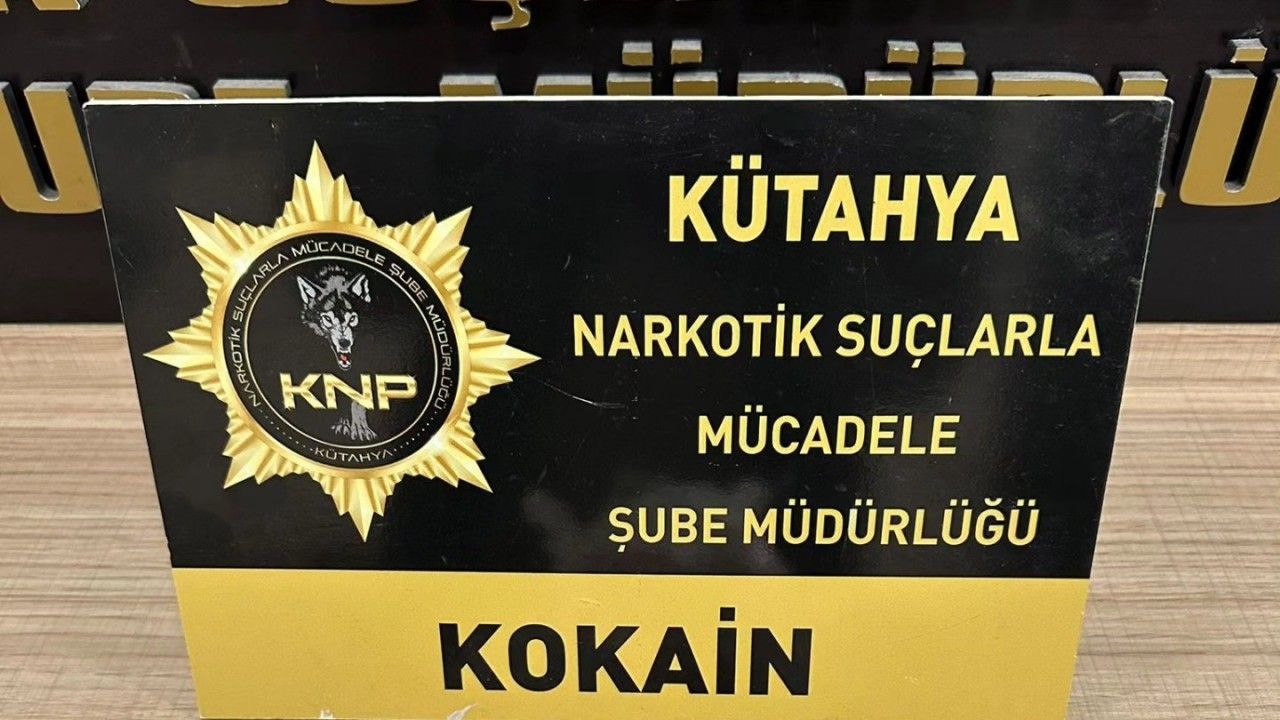 NARKOTİK SUÇLARLA MÜCADELE ŞUBE MÜDÜRLÜĞÜ
KNP
KÜTAHYA
KÜTAHYA
NARKOTİK SUÇLARLA
MÜCADELE
ŞUBE MÜDÜRLÜĞÜ
KOKAİN